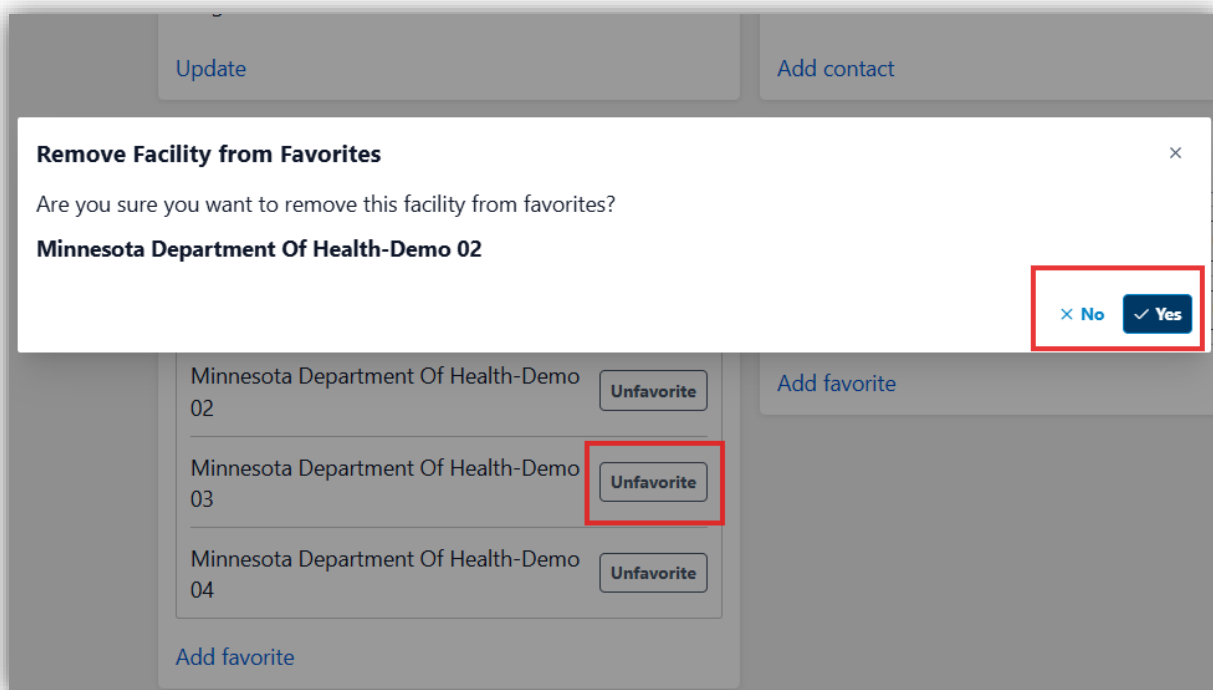 Update
Add contact
Remove Facility from Favorites
Are you sure you want to remove this facility from favorites?
Minnesota Department Of Health-Demo 02
No
Yes
Minnesota Department Of Health-Demo
02
Unfavorite
Add favorite
Minnesota Department Of Health-Demo
03
Unfavorite
Minnesota Department Of Health-Demo
04
Unfavorite
Add favorite